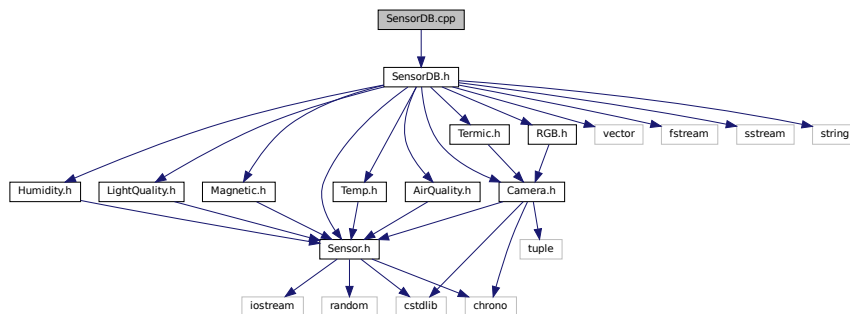 SensorDB.cpp
SensorDB.h
Termic.h
RGB.h
vector
fstream
sstream
string
Humidity.h
LightQuality.h
Magnetic.h
Temp.h
AirQuality.h
Camera.h
Sensor.h
tuple
iostream
random
cstdlib
chrono